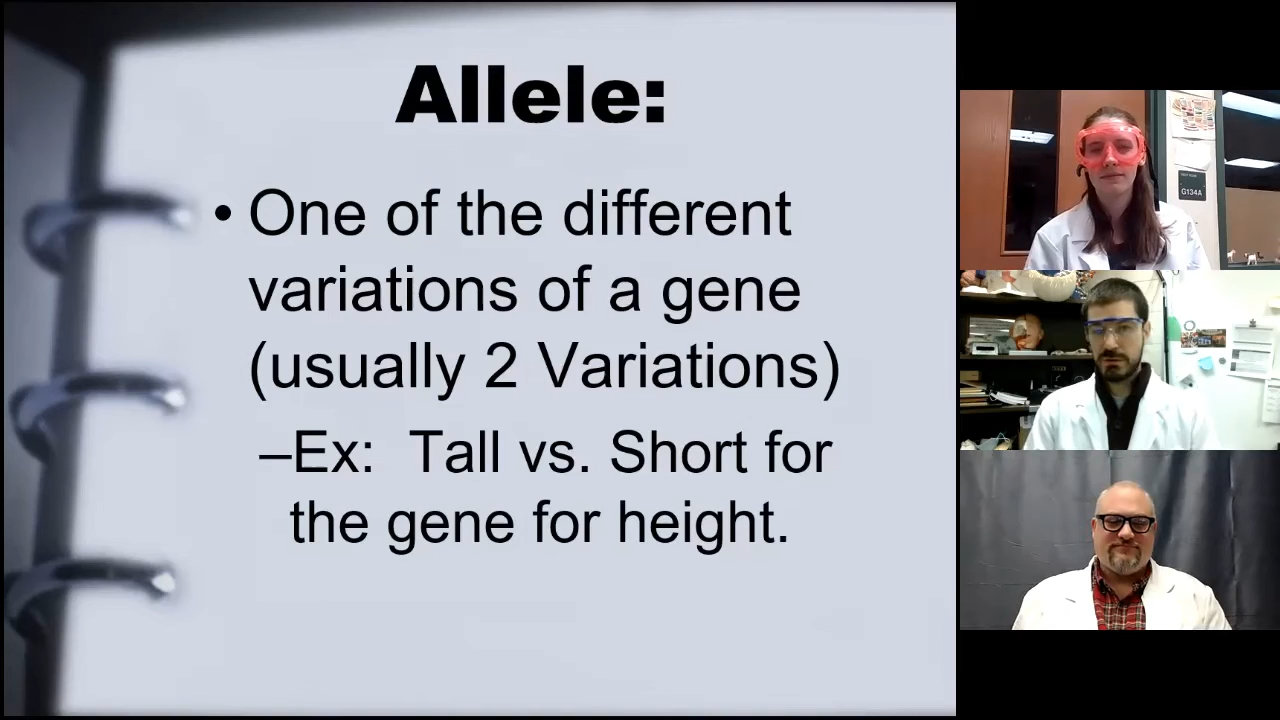 Allele:
• One of the different
variations of a gene
(usually 2 Variations)
–Ex: Tall vs. Short for
the gene for height.
G134A